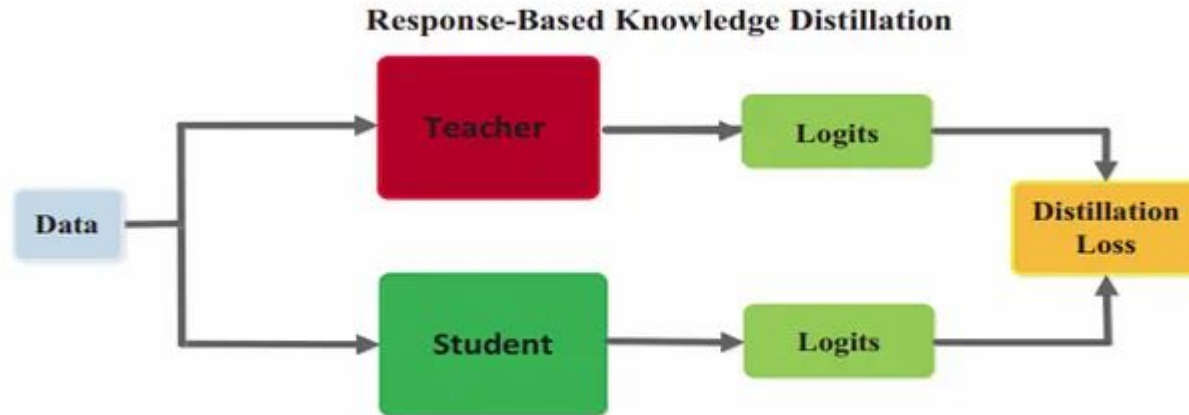 Response-Based Knowledge Distillation
Teacher
Logits
Data
Distillation
Loss
Student
Logits